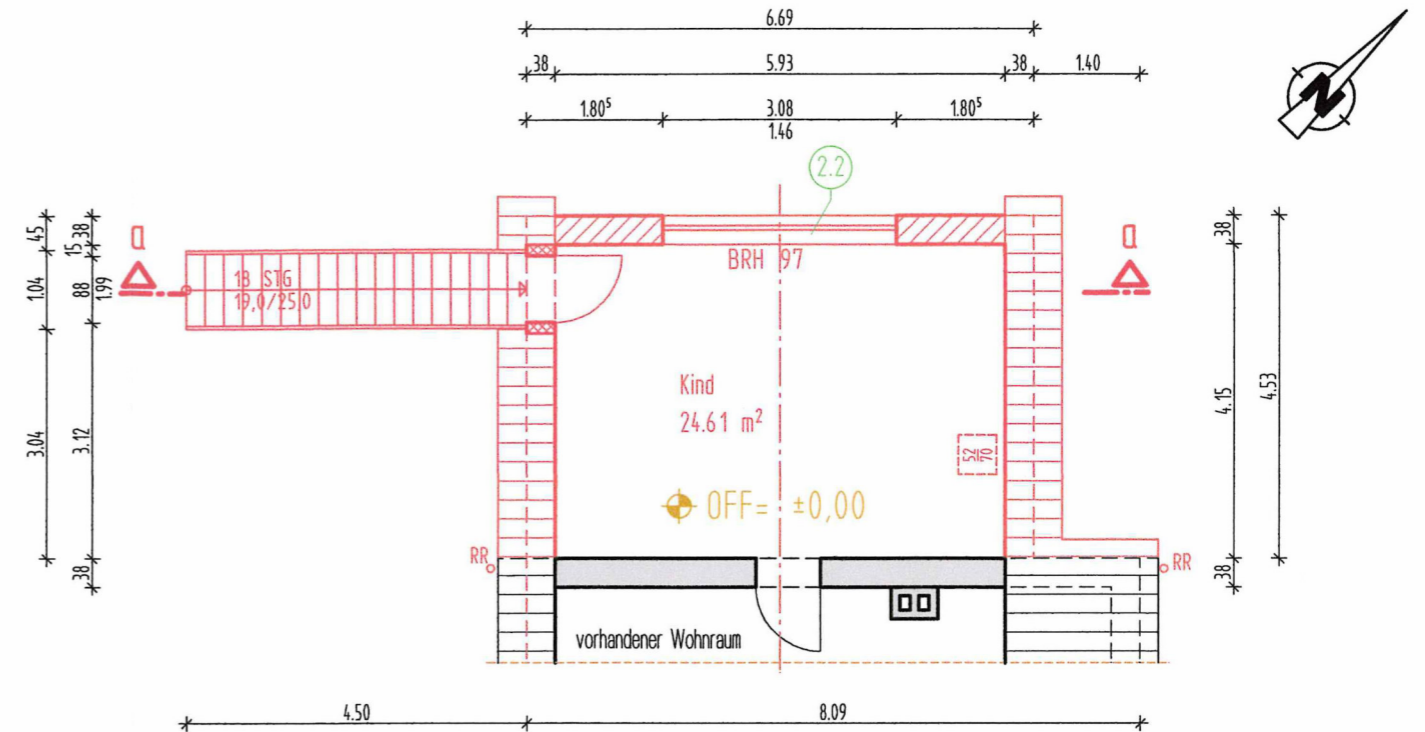 6.69
38 5.93 38 1.40
1.80⁵ 3.08 1.80⁵
1.46
N
2.2
45 38
15
a a
BRH 97
18 STG
19,0/25,0
1.04 88 1.99
38
4.15 4.53
Kind
24.61 m²
3.04 3.12
52
70
OFF= ±0,00
RR RR
38 38
vorhandener Wohnraum
4.50 8.09